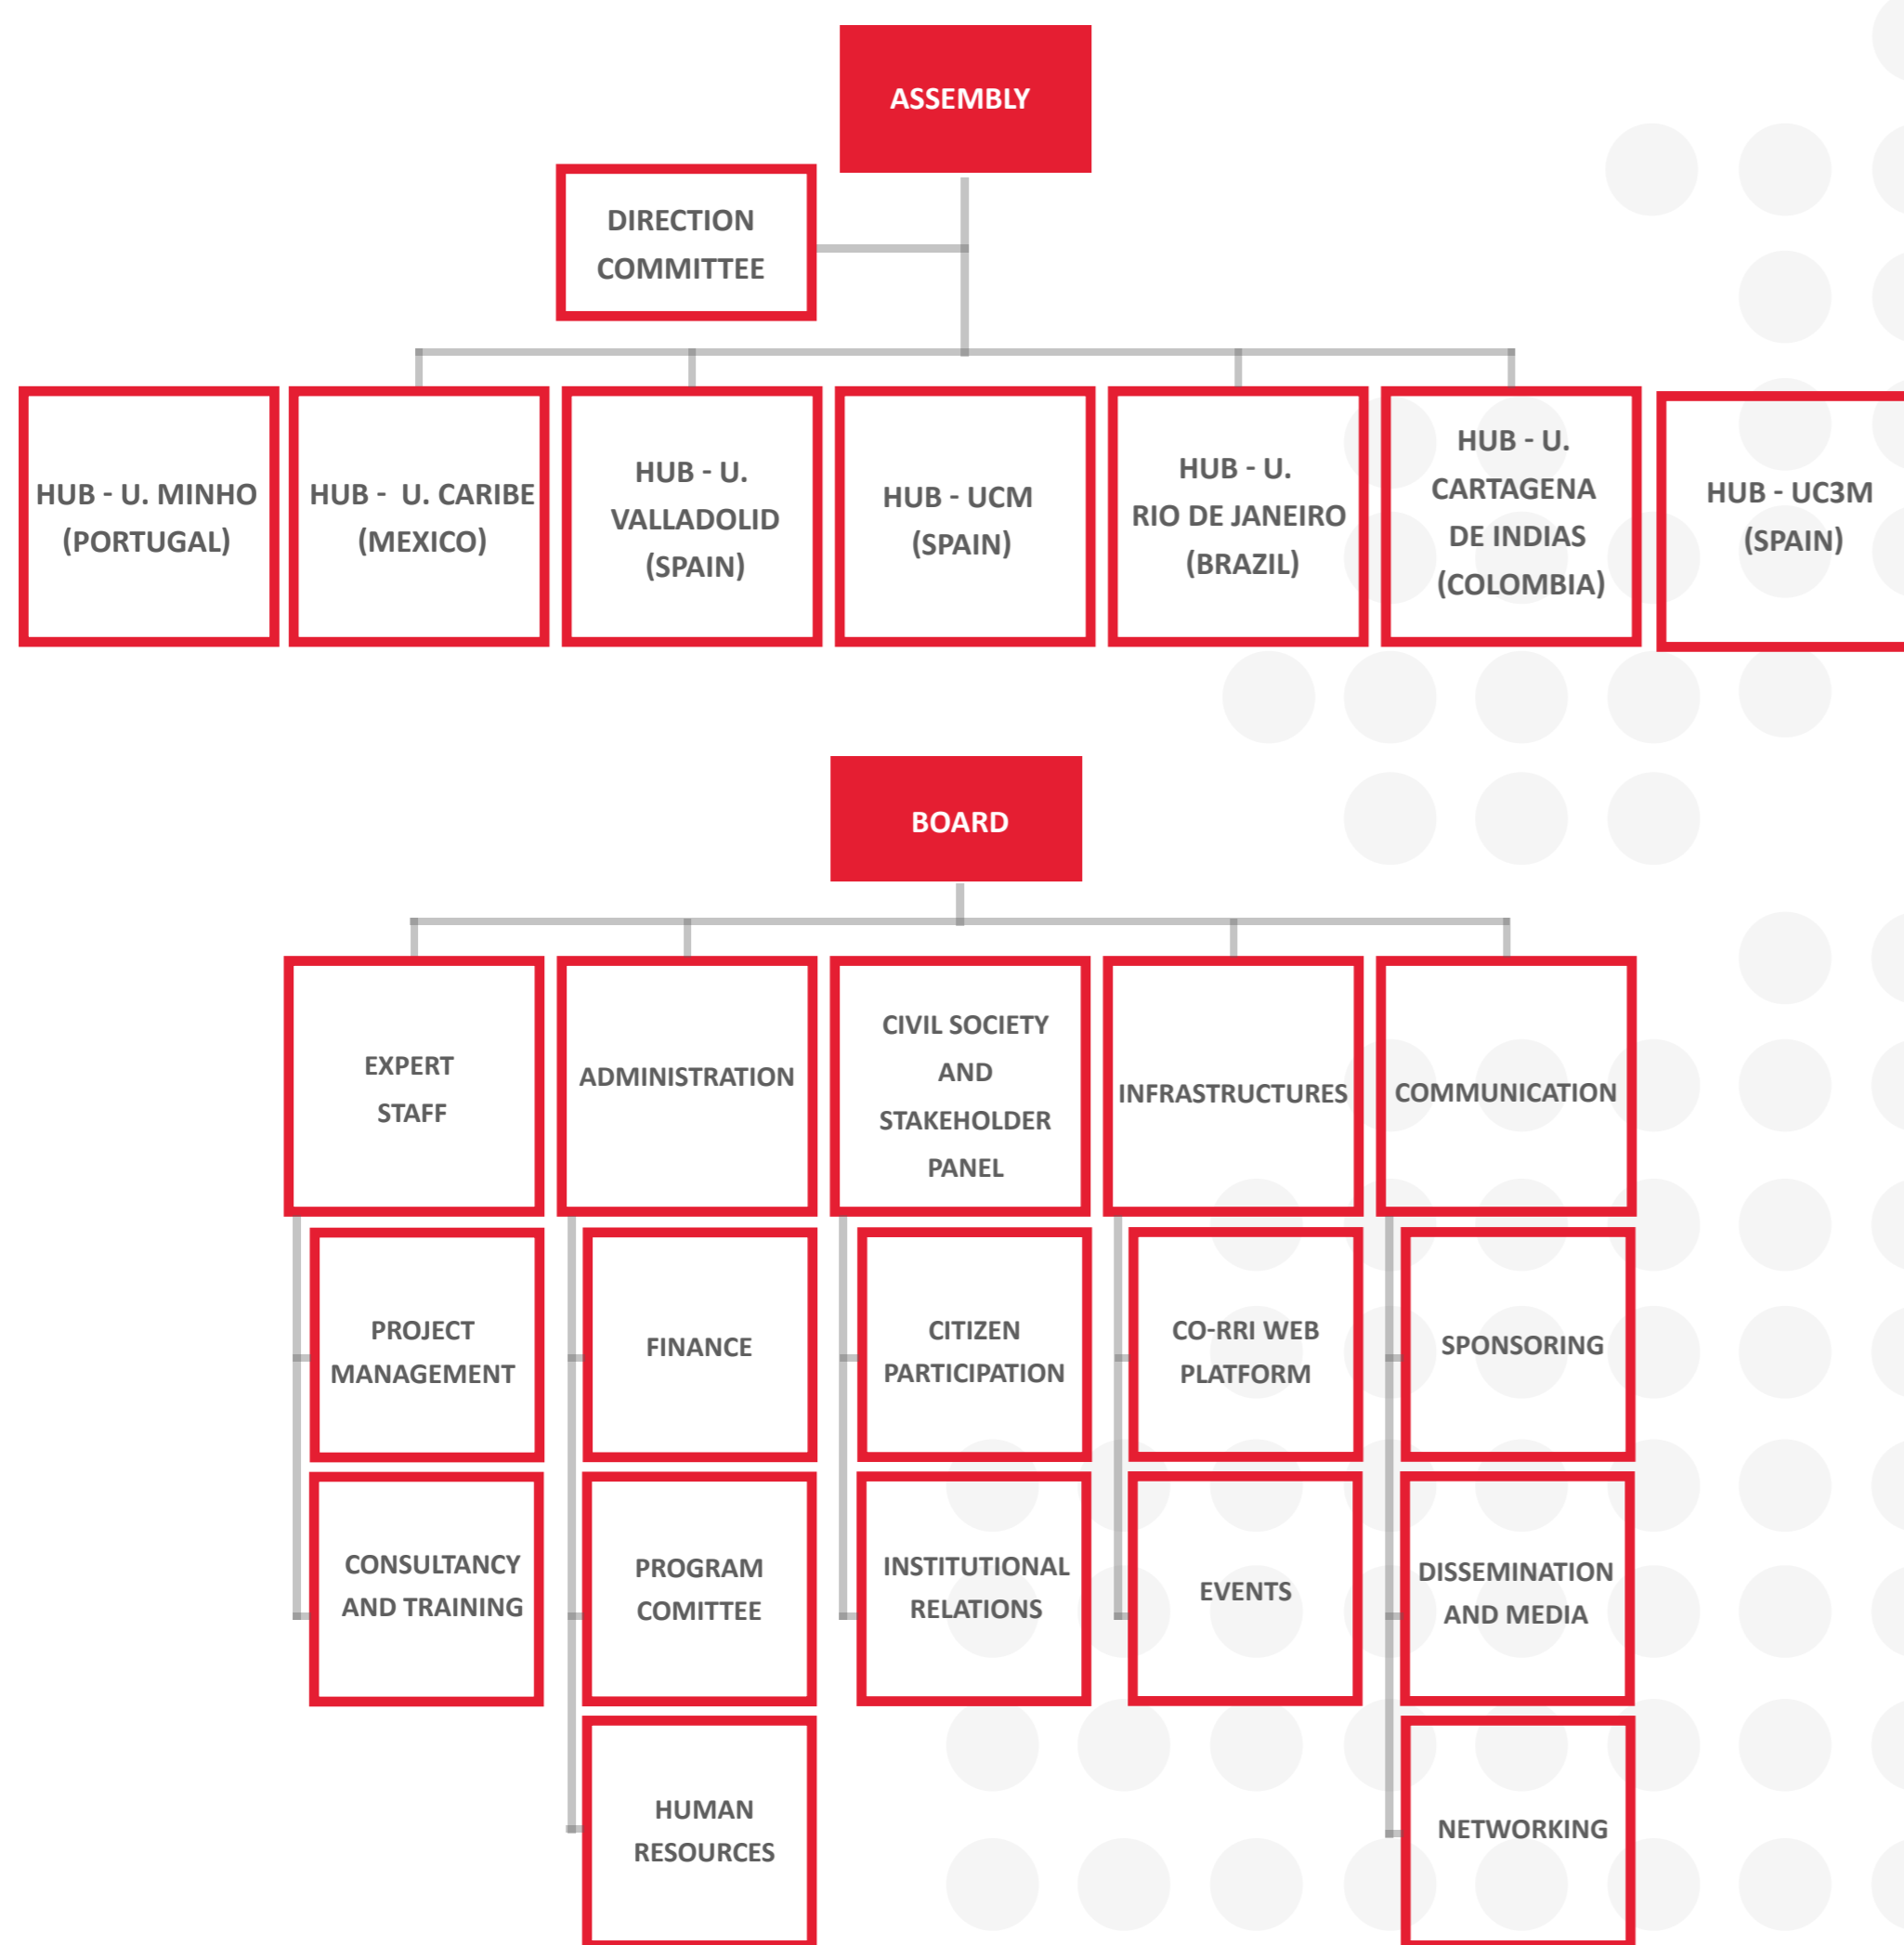 ASSEMBLY
DIRECTION
COMMITTEE
HUB - U. MINHO
(PORTUGAL)
HUB - U. CARIBE
(MEXICO)
HUB - U.
VALLADOLID
(SPAIN)
HUB - UCM
(SPAIN)
HUB - U.
RIO DE JANEIRO
(BRAZIL)
HUB - U.
CARTAGENA
DE INDIAS
(COLOMBIA)
HUB - UC3M
(SPAIN)
BOARD
EXPERT
STAFF
ADMINISTRATION
CIVIL SOCIETY
AND
STAKEHOLDER
PANEL
INFRASTRUCTURES
COMMUNICATION
PROJECT
MANAGEMENT
FINANCE
CITIZEN
PARTICIPATION
CO-RRI WEB
PLATFORM
SPONSORING
CONSULTANCY
AND TRAINING
PROGRAM
COMITTEE
INSTITUTIONAL
RELATIONS
EVENTS
DISSEMINATION
AND MEDIA
HUMAN
RESOURCES
NETWORKING